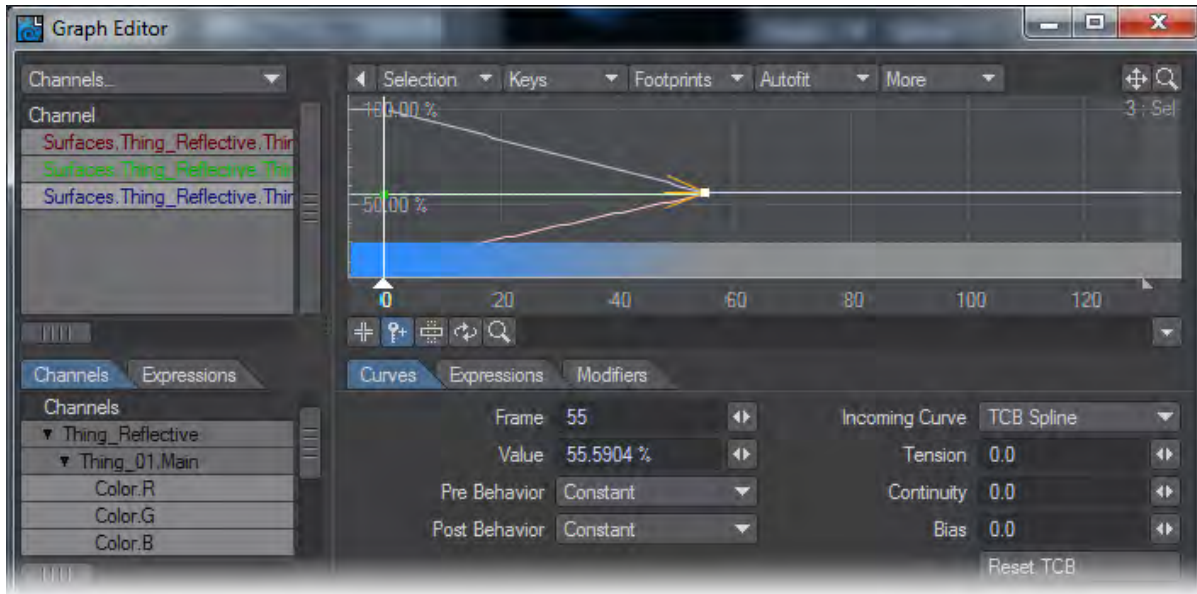 Graph Editor
Channels...
Selection Keys Footprints Autofit More
Channel
Surfaces.Thing_Reflective.Thir
Surfaces.Thing_Reflective.Thir
Surfaces.Thing_Reflective.Thir
100.00 %
3 : Sel
50.00 %
0 20 40 60 80 100 120
Channels Expressions
Channels
Thing_Reflective
Thing_01.Main
Color.R
Color.G
Color.B
Curves Expressions Modifiers
Frame 55
Value 55.5904 %
Pre Behavior Constant
Post Behavior Constant
Incoming Curve TCB Spline
Tension 0.0
Continuity 0.0
Bias 0.0
Reset TCB